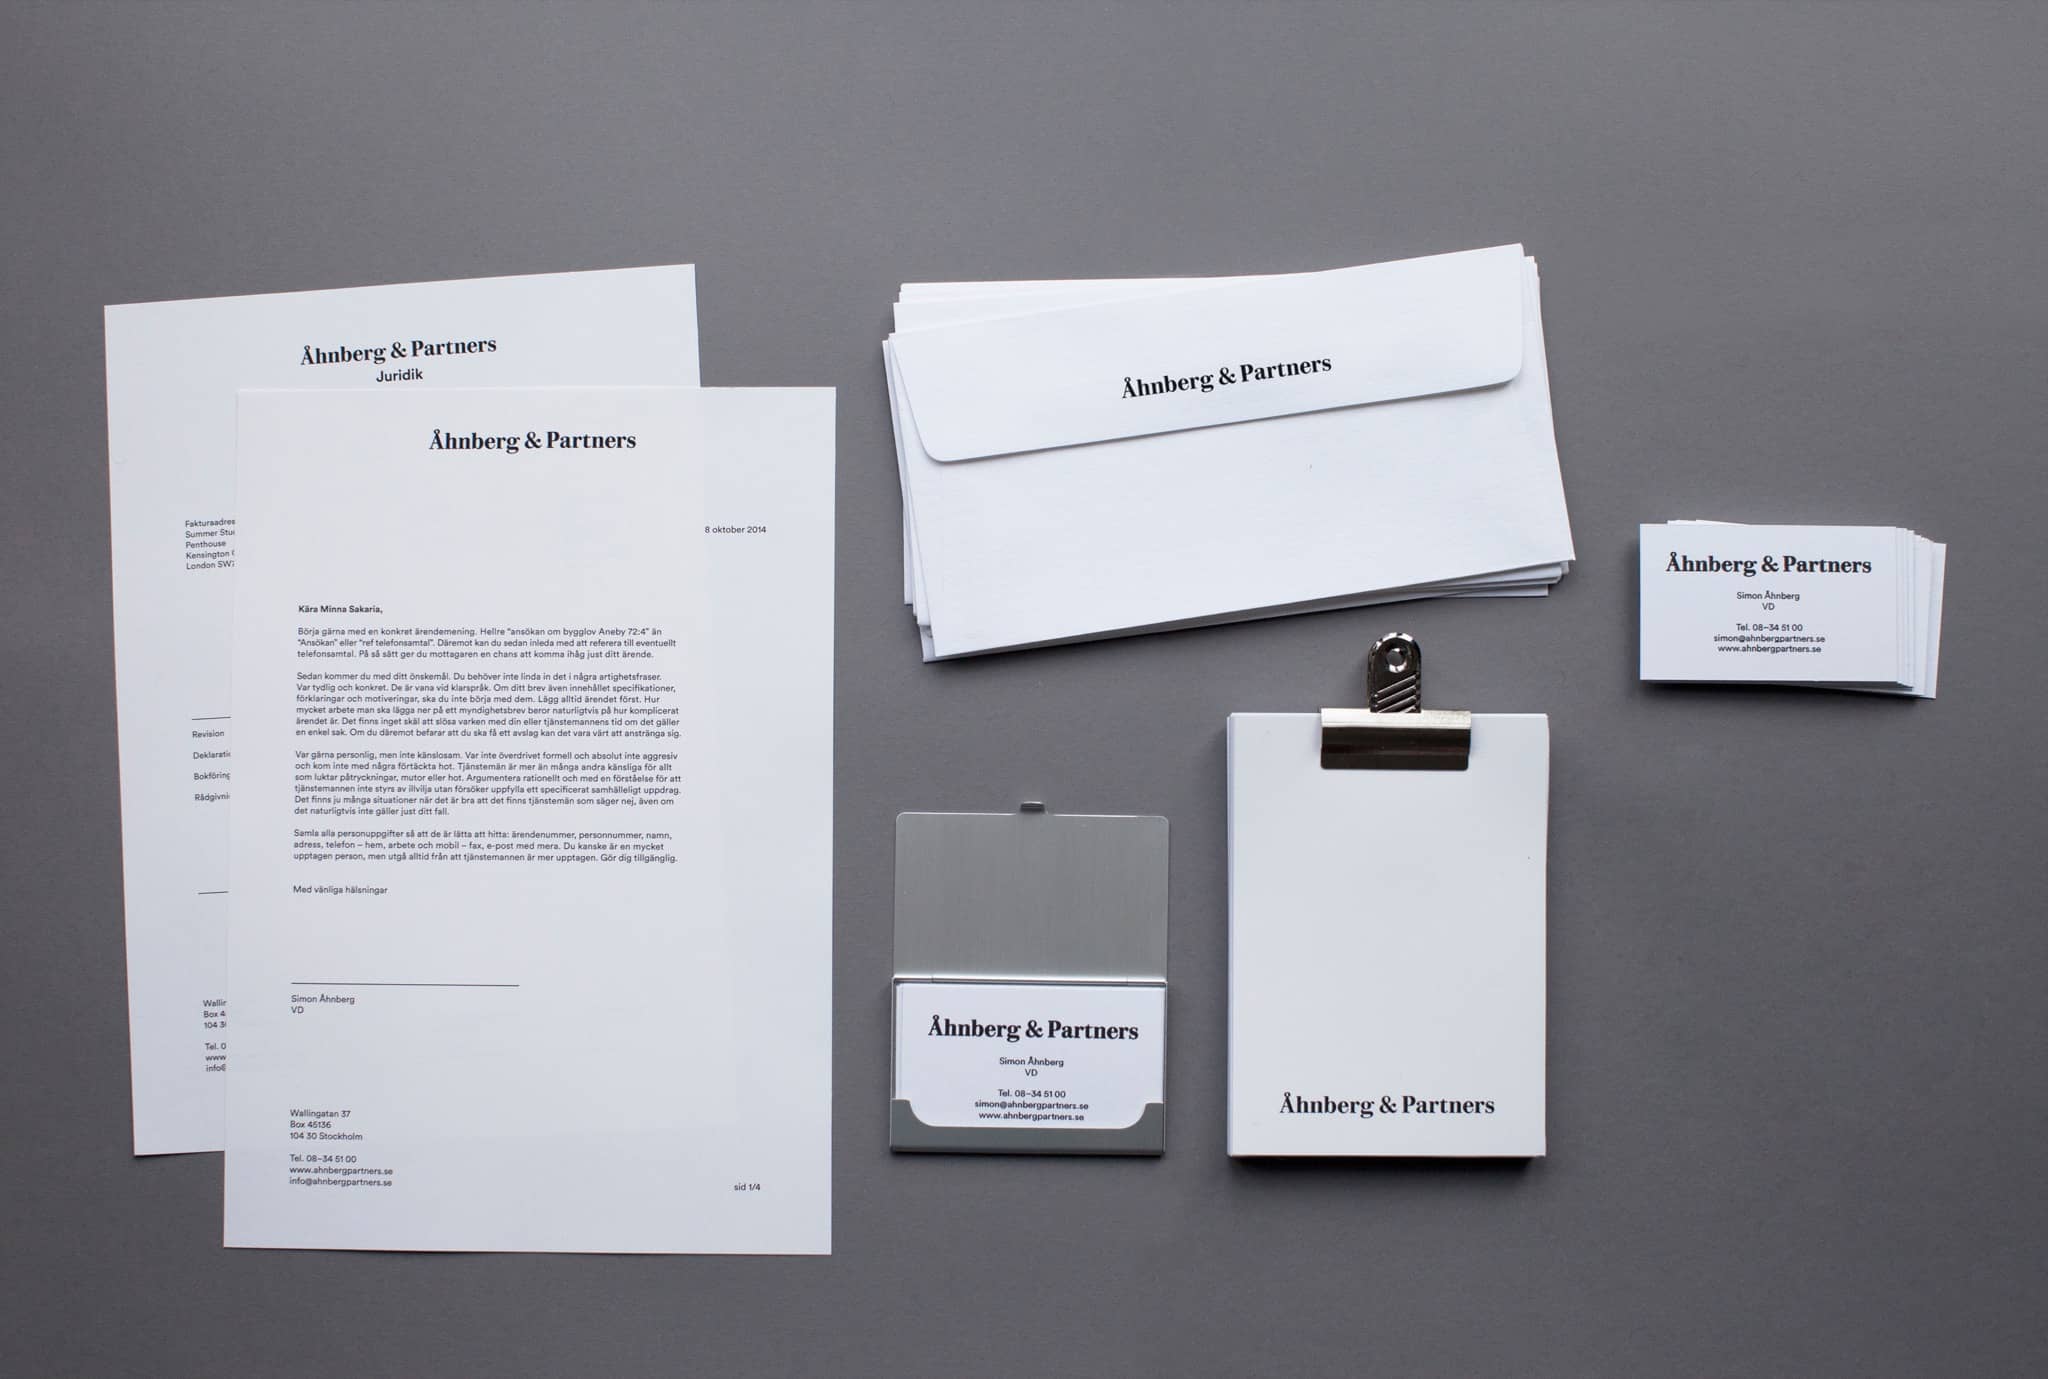 Åhnberg & Partners
Juridik
Fakturaadres
Summer Stu
Penthouse
Kensington
London SW7
Revision
Deklarati
Bokföring
Rådgivni
Wallin
Box 4
104 3
Tel. 0
www
info@
Åhnberg & Partners
8 oktober 2014
Kära Minna Sakaria,
Börja gärna med en konkret ärendemening. Hellre “ansökan om bygglov Aneby 72:4” än
“Ansökan” eller “ref telefonsamtal”. Däremot kan du sedan inleda med att referera till eventuellt
telefonsamtal. På så sätt ger du mottagaren en chans att komma ihåg just ditt ärende.
Sedan kommer du med ditt önskemål. Du behöver inte linda in det i några artighetsfraser.
Var tydlig och konkret. De är vana vid klarspråk. Om ditt brev även innehållet specifikationer,
förklaringar och motiveringar, ska du inte börja med dem. Lägg alltid ärendet först. Hur
mycket arbete man ska lägga ner på ett myndighetsbrev beror naturligtvis på hur komplicerat
ärendet är. Det finns inget skäl att slösa varken med din eller tjänstemannens tid om det gäller
en enkel sak. Om du däremot befarar att du ska få ett avslag kan det vara värt att anstränga sig.
Var gärna personlig, men inte känslosam. Var inte överdrivet formell och absolut inte aggresiv
och kom inte med några förtäckta hot. Tjänstemän är mer än många andra känsliga för allt
som luktar påtryckningar, mutor eller hot. Argumentera rationellt och med en förståelse för att
tjänstemannen inte styrs av illvilja utan försöker uppfylla ett specificerat samhälleligt uppdrag.
Det finns ju många situationer när det är bra att det finns tjänstemän som säger nej, även om
det naturligtvis inte gäller just ditt fall.
Samla alla personuppgifter så att de är lätta att hitta: ärendenummer, personnummer, namn,
adress, telefon – hem, arbete och mobil – fax, e-post med mera. Du kanske är en mycket
upptagen person, men utgå alltid från att tjänstemannen är mer upptagen. Gör dig tillgänglig.
Med vänliga hälsningar
Simon Åhnberg
VD
Wallingatan 37
Box 45136
104 30 Stockholm
Tel. 08–34 51 00
www.ahnbergpartners.se
info@ahnbergpartners.se
sid 1/4
Åhnberg & Partners
Åhnberg & Partners
Simon Åhnberg
VD
Tel. 08–34 51 00
simon@ahnbergpartners.se
www.ahnbergpartners.se
Åhnberg & Partners
Åhnberg & Partners
Simon Åhnberg
VD
Tel. 08–34 51 00
simon@ahnbergpartners.se
www.ahnbergpartners.se